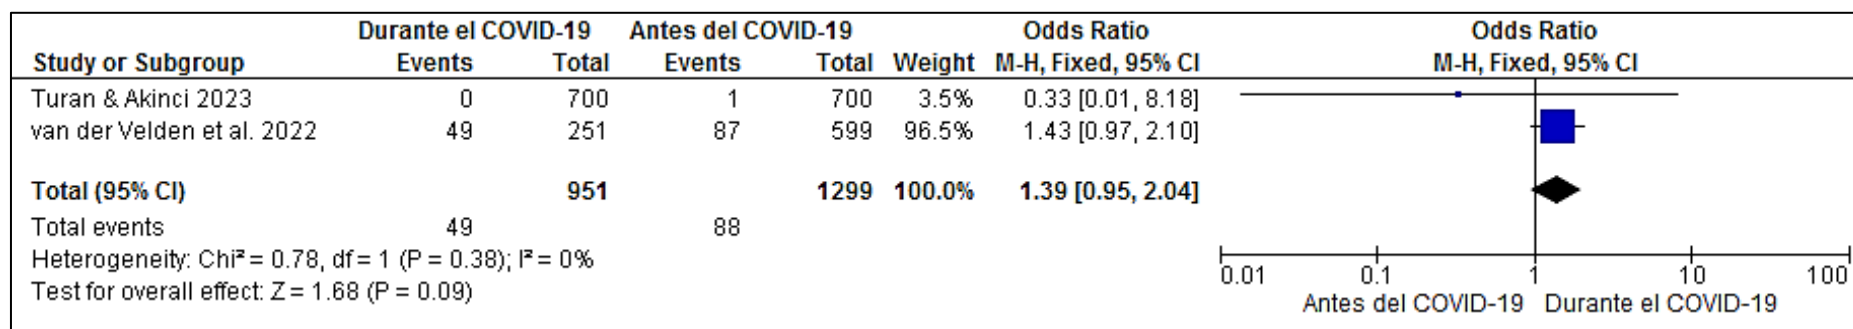 Durante el COVID-19 Antes del COVID-19 Odds Ratio Odds Ratio
Study or Subgroup Events Total Events Total Weight M-H, Fixed, 95% CI M-H, Fixed, 95% CI
Turan & Akinci 2023 0 700 1 700 3.5% 0.33 [0.01, 8.18]
van der Velden et al. 2022 49 251 87 599 96.5% 1.43 [0.97, 2.10]
Total (95% CI) 951 1299 100.0% 1.39 [0.95, 2.04]
Total events 49 88
Heterogeneity: Chi² = 0.78, df = 1 (P = 0.38); I² = 0%
Test for overall effect: Z = 1.68 (P = 0.09)
0.01 0.1 1 10 100
Antes del COVID-19 Durante el COVID-19